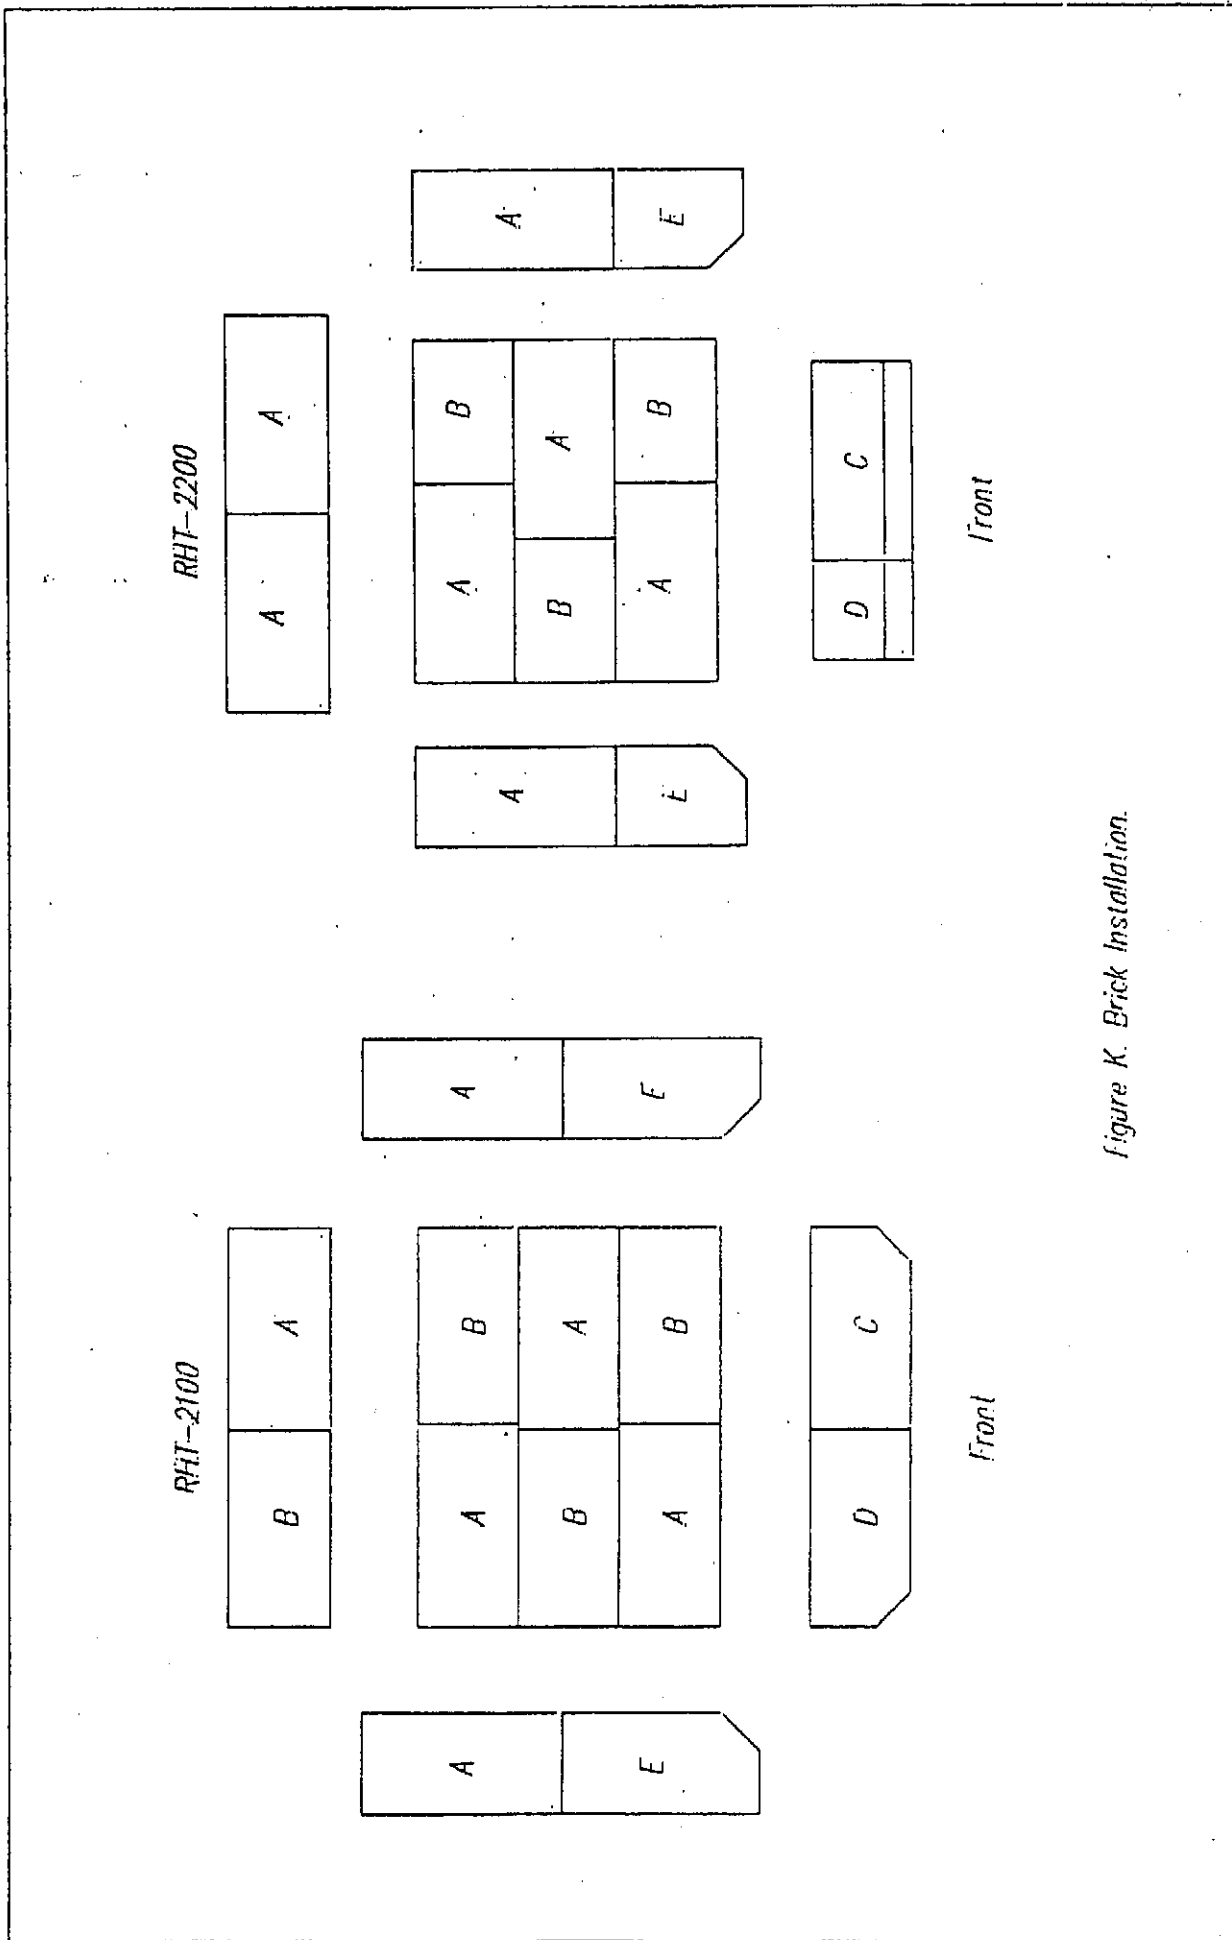 RHT-2100 RHT-2200
B A A A
A A B A A A B A
B A B A
E A B E E A B E
D C D C
Front Front
Figure K. Brick Installation.